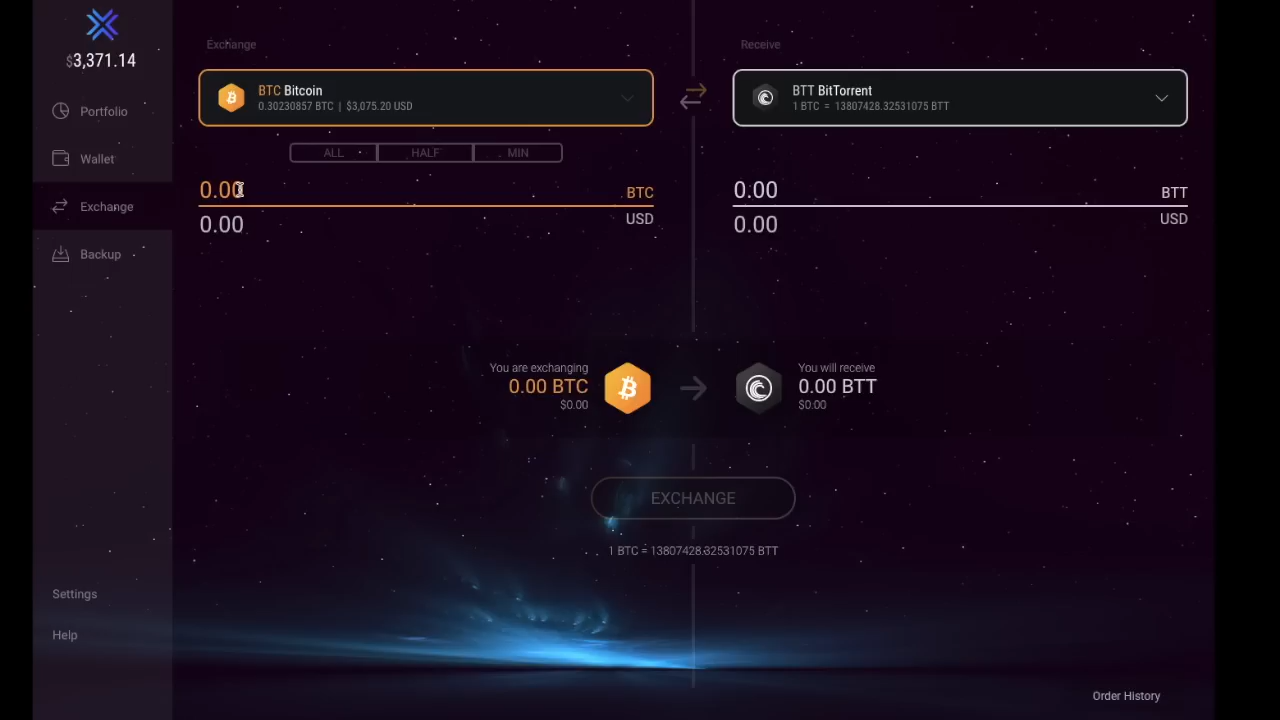 $3,371.14
Portfolio
Wallet
Exchange
Backup
Settings
Help
Exchange
BTC Bitcoin
0.30230857 BTC | $3,075.20 USD
ALL HALF MIN
0.00 BTC
0.00 USD
Receive
BTT BitTorrent
1 BTC = 13807428.32531075 BTT
0.00 BTT
0.00 USD
You are exchanging
0.00 BTC
$0.00
You will receive
0.00 BTT
$0.00
EXCHANGE
1 BTC = 13807428.32531075 BTT
Order History